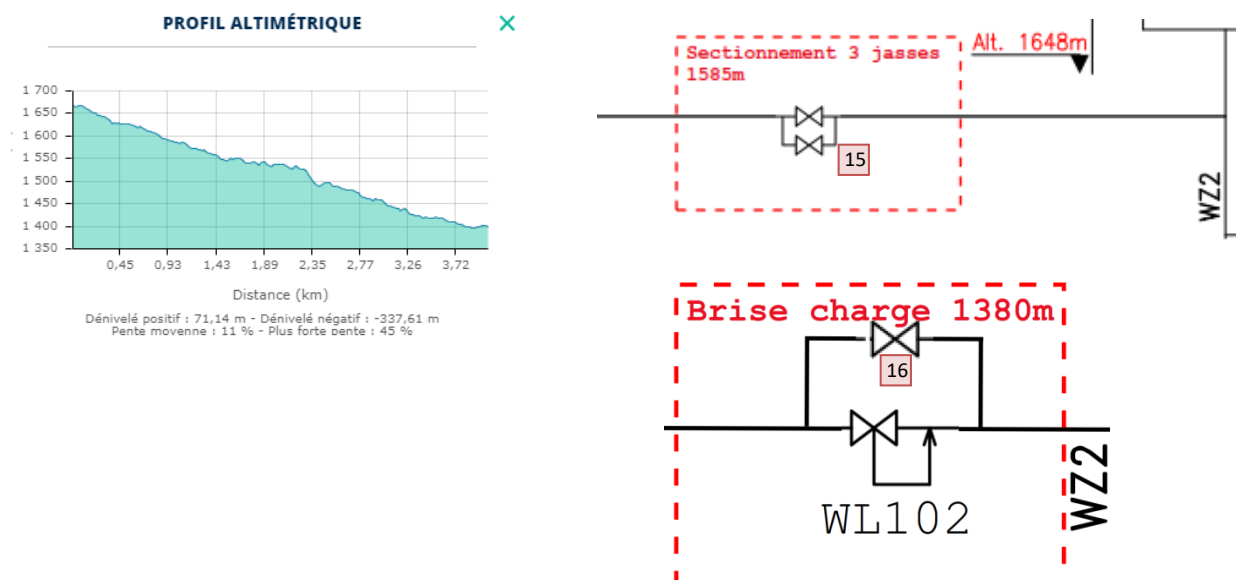 PROFIL ALTIMÉTRIQUE
×
1 700
1 650
1 600
1 550
1 500
1 450
1 400
1 350
0,45 0,93 1,43 1,89 2,35 2,77 3,26 3,72
Distance (km)
Dénivelé positif : 71,14 m - Dénivelé négatif : -337,61 m
Pente moyenne : 11 % - Plus forte pente : 45 %
Sectionnement 3 jasses
1585m
Alt. 1648m
15
WZ2
Brise charge 1380m
16
WL102
WZ2